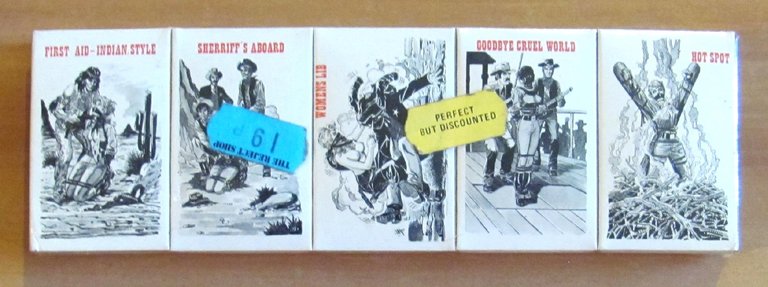 FIRST AID-INDIAN STYLE
SHERRIFF'S ABOARD
WOMENS LIB
GOODBYE CRUEL WORLD
HOT SPOT
19P
THE REJECT SHOP
PERFECT
BUT DISCOUNTED